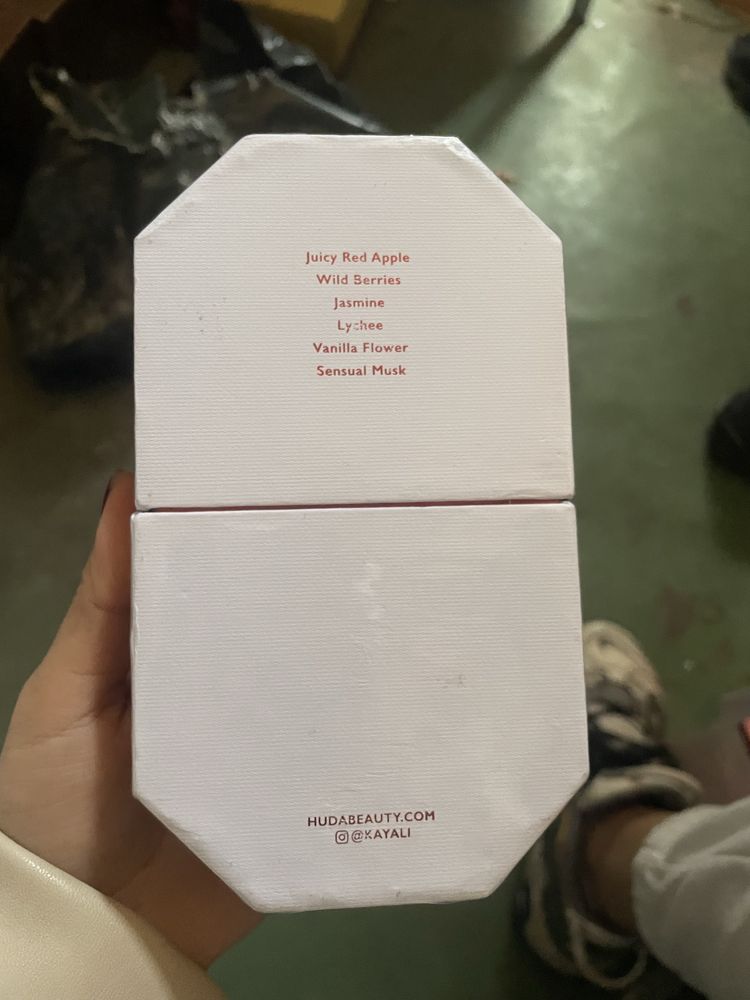 Juicy Red Apple
Wild Berries
Jasmine
Lychee
Vanilla Flower
Sensual Musk
HUDABEAUTY.COM
@KAYALI